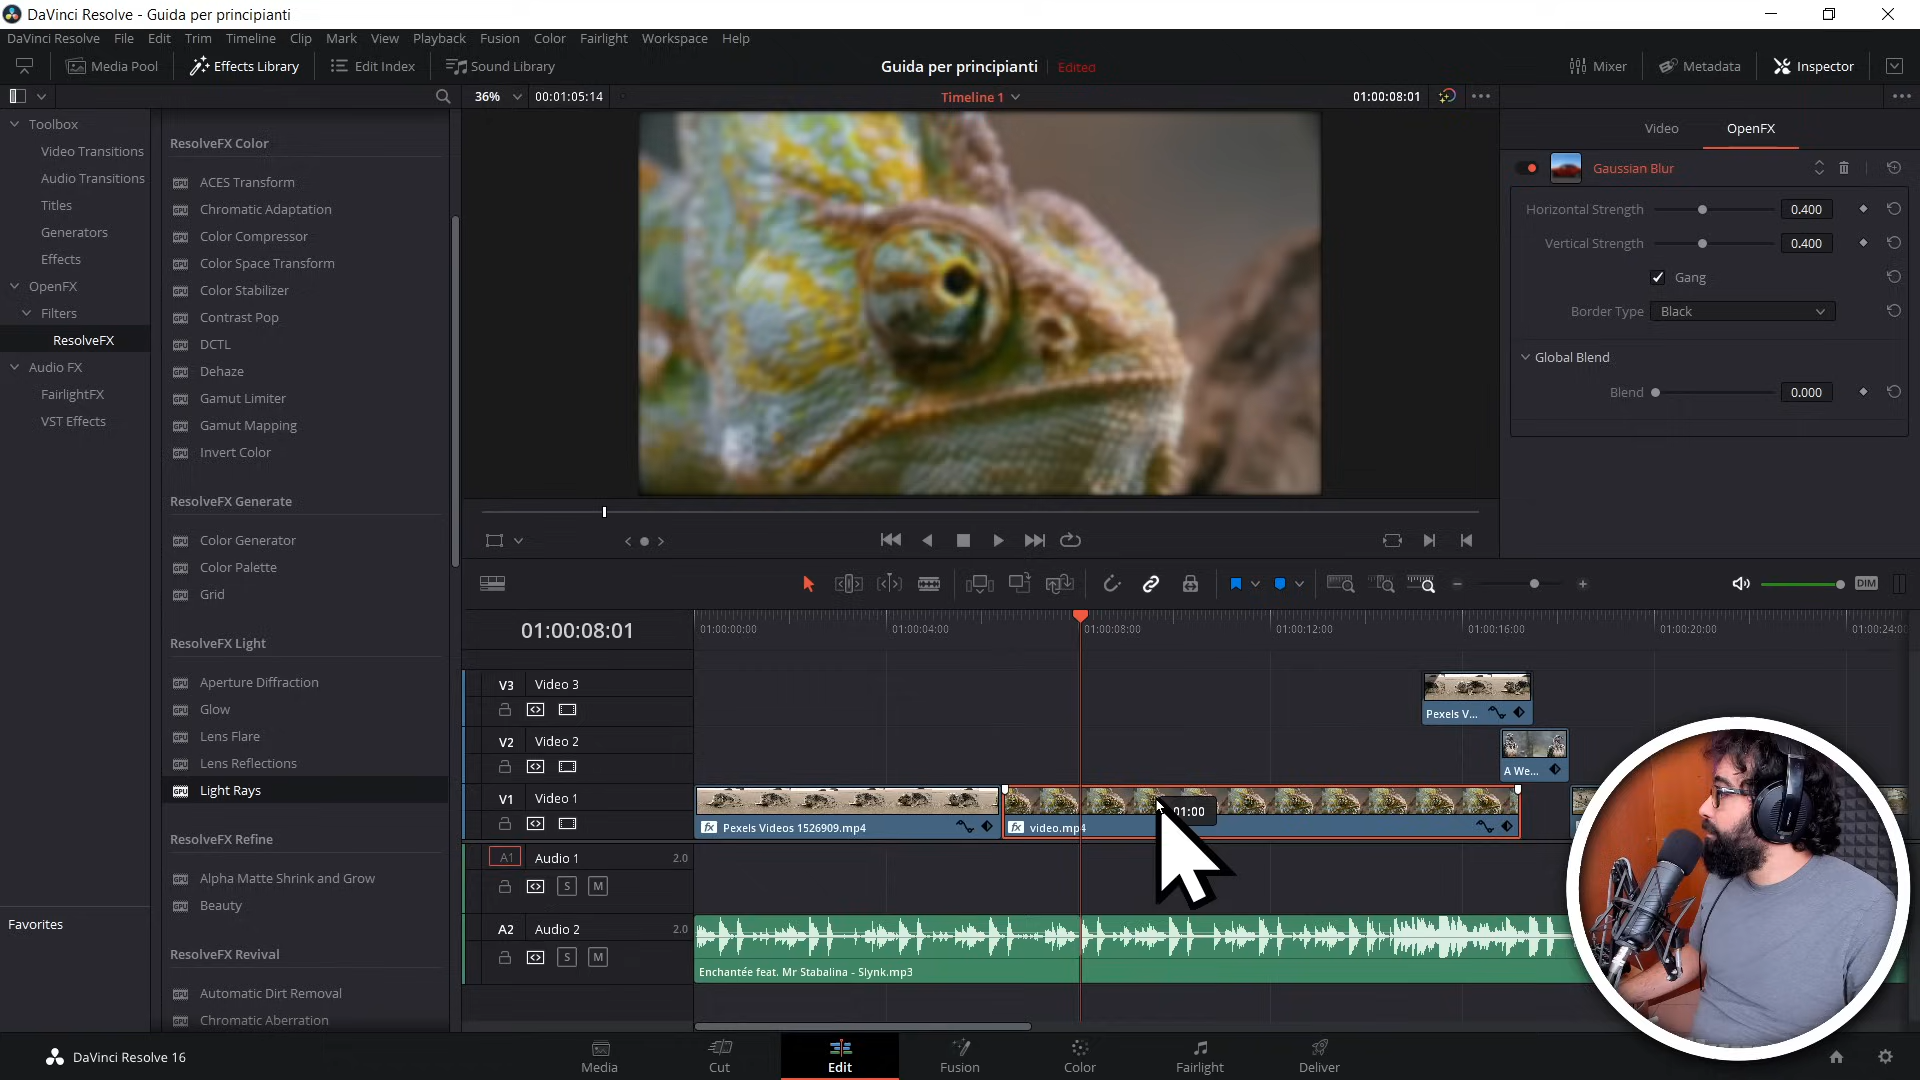 DaVinci Resolve - Guida per principianti
DaVinci Resolve File Edit Trim Timeline Clip Mark View Playback Fusion Color Fairlight Workspace Help
Media Pool Effects Library Edit Index Sound Library Guida per principianti Edited Mixer Metadata Inspector
36% 00:01:05:14 Timeline 1 01:00:08:01
Toolbox
Video Transitions
Audio Transitions
Titles
Generators
Effects
OpenFX
Filters
ResolveFX
Audio FX
FairlightFX
VST Effects
Favorites
ResolveFX Color
ACES Transform
Chromatic Adaptation
Color Compressor
Color Space Transform
Color Stabilizer
Contrast Pop
DCTL
Dehaze
Gamut Limiter
Gamut Mapping
Invert Color
ResolveFX Generate
Color Generator
Color Palette
Grid
ResolveFX Light
Aperture Diffraction
Glow
Lens Flare
Lens Reflections
Light Rays
ResolveFX Refine
Alpha Matte Shrink and Grow
Beauty
ResolveFX Revival
Automatic Dirt Removal
Chromatic Aberration
Video OpenFX
Gaussian Blur
Horizontal Strength 0.400
Vertical Strength 0.400
Gang
Border Type Black
Global Blend
Blend 0.000
DIM
01:00:08:01
01:00:00:00 01:00:04:00 01:00:08:00 01:00:12:00 01:00:16:00 01:00:20:00 01:00:24:00
V3 Video 3
Pexels V...
V2 Video 2
A We...
V1 Video 1
Pexels Videos 1526909.mp4
video.mp4
01:00
A1 Audio 1 2.0
S M
A2 Audio 2 2.0
S M
Enchantée feat. Mr Stabalina - Slynk.mp3
DaVinci Resolve 16
Media Cut Edit Fusion Color Fairlight Deliver